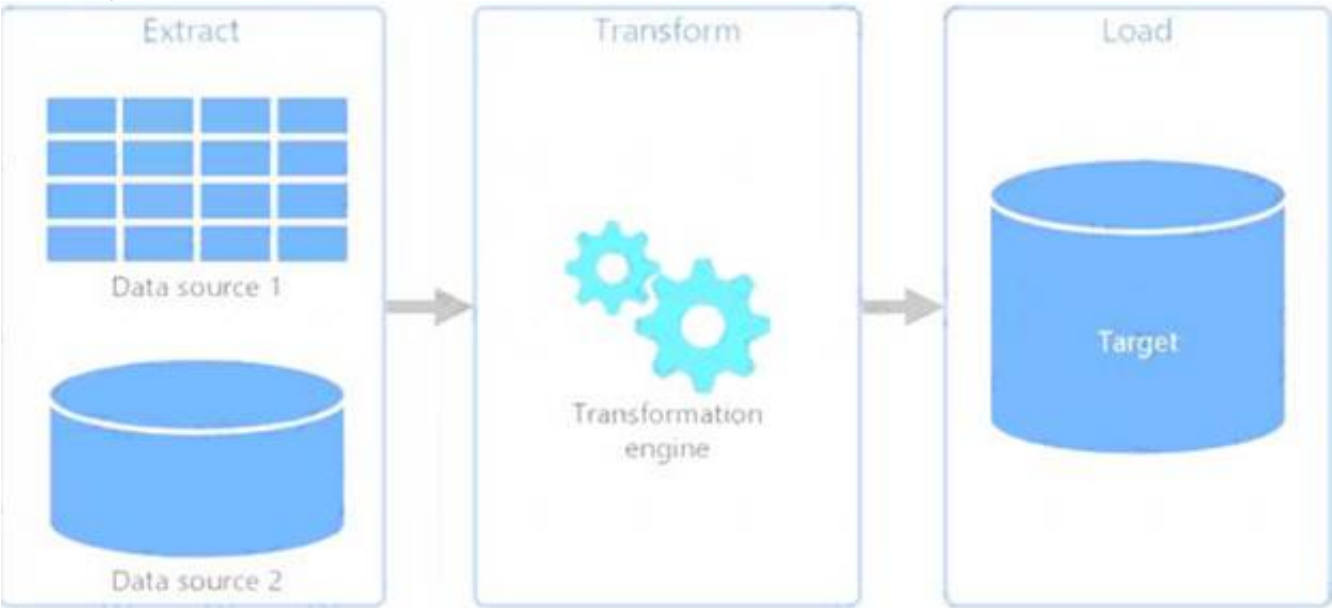 Extract
Transform
Load
Data source 1
Target
Transformation
engine
Data source 2